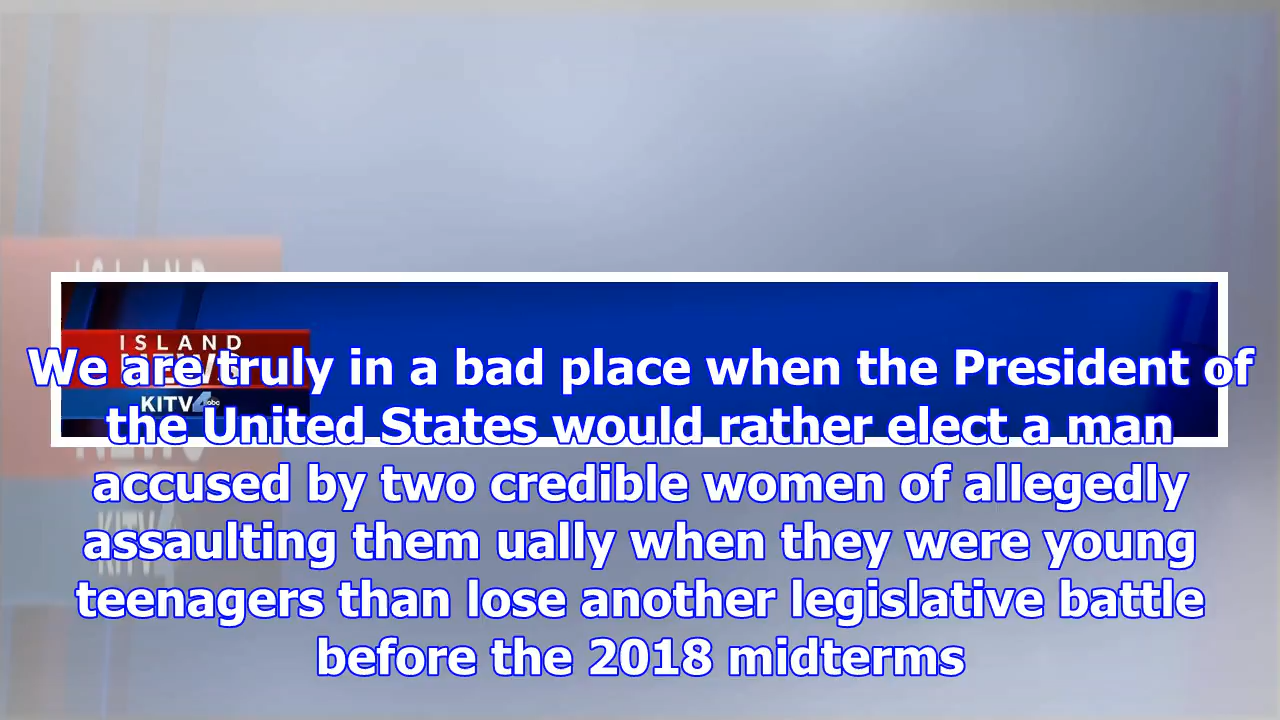 ISLAND
NEWS
KITV4 abc
We are truly in a bad place when the President of
the United States would rather elect a man
accused by two credible women of allegedly
assaulting them ually when they were young
teenagers than lose another legislative battle
before the 2018 midterms